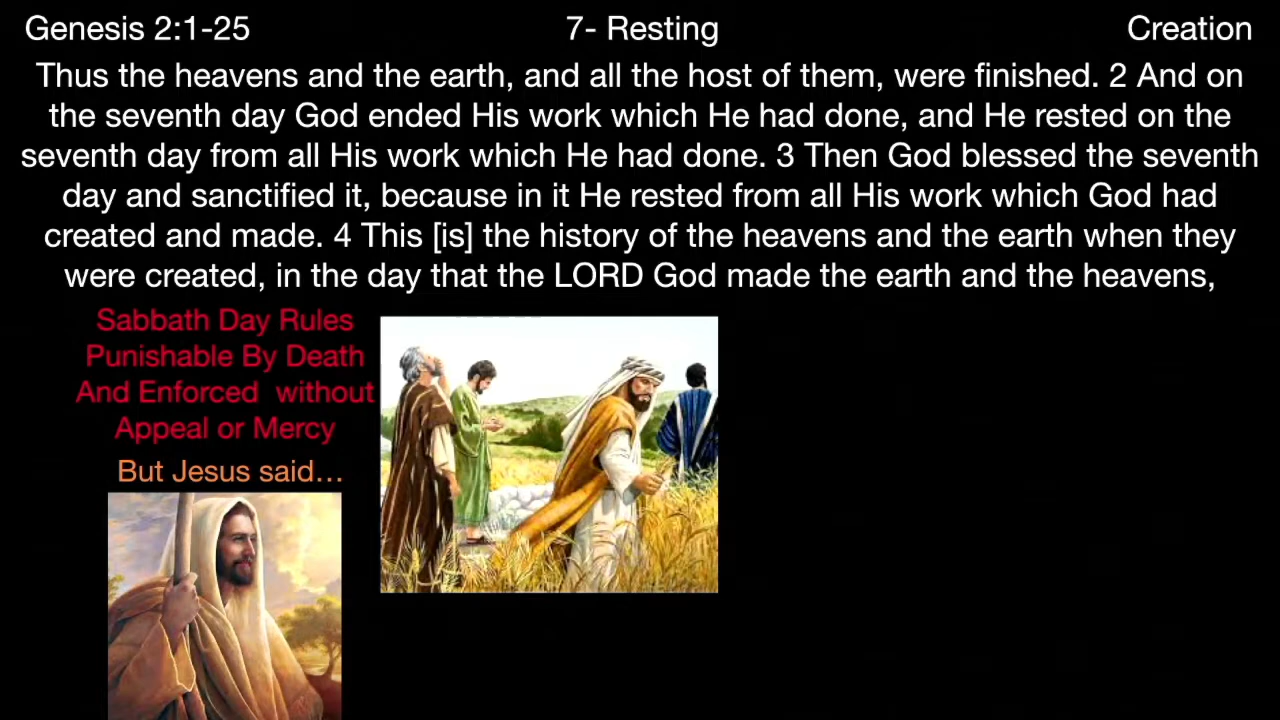 Genesis 2:1-25
7- Resting
Creation
Thus the heavens and the earth, and all the host of them, were finished. 2 And on
the seventh day God ended His work which He had done, and He rested on the
seventh day from all His work which He had done. 3 Then God blessed the seventh
day and sanctified it, because in it He rested from all His work which God had
created and made. 4 This [is] the history of the heavens and the earth when they
were created, in the day that the LORD God made the earth and the heavens,
Sabbath Day Rules
Punishable By Death
And Enforced  without
Appeal or Mercy
But Jesus said…